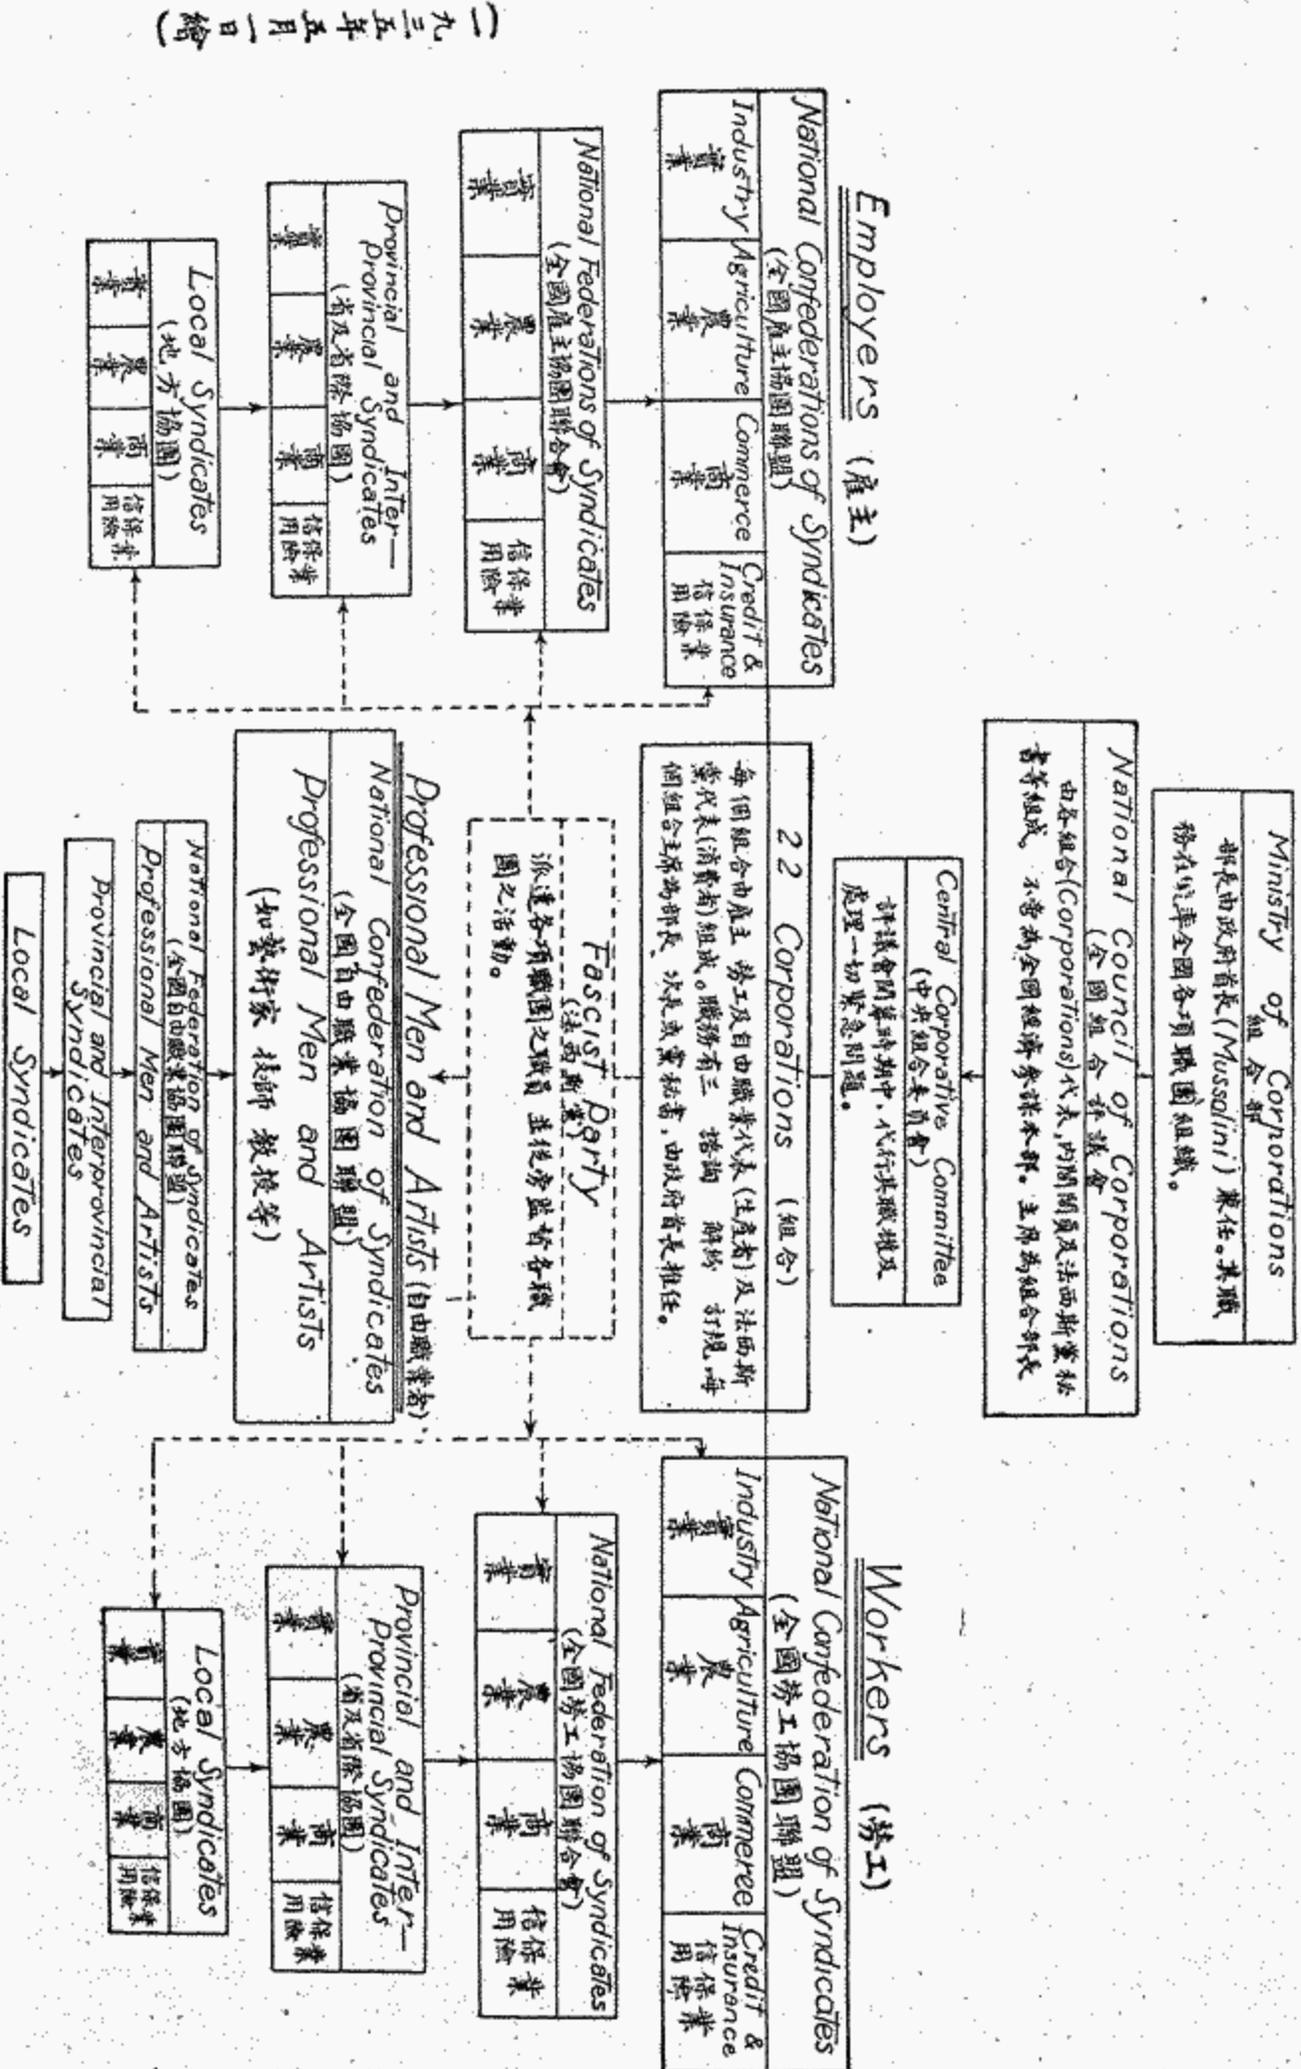 Ministry of Corporations
組合部
部長由政府首長(Mussolini)兼任。其職
務在於率全國各項職團組織。
National Council of Corporations
(全國組合評議會)
由各組合(Corporations)代表,內閣閣員及法西斯黨秘
書等組成。不啻為全國經濟參謀本部。主席為組合部長
Central Corporative Committee
(中央組合委員會)
評議會閉幕時期中,代行其職權及
處理一切緊急問題。
22 Corporations (組合)
每個組合由雇主 勞工及自由職業代表(生產者)及法西斯
黨代表(消費者)組成。職務有三 諮詢 解紛 訂規。每
個組合主席為部長、次長或黨秘書,由政府首長推任。
Employers (雇主)
National Confederations of Syndicates
(全國雇主協團聯盟)
Industry
實業
Agriculture
農業
Commerce
商業
Credit &
Insurance
信用
保險
業
National Federations of Syndicates
(全國雇主協團聯合會)
實業
農業
商業
信用
保險
業
Provincial and Inter—
Provincial Syndicates
(省及省際協團)
實業
農業
商業
信用
保險
業
Local Syndicates
(地方協團)
實業
農業
商業
信用
保險
業
Fascist Party
(法西斯黨)
派遣各項職團之職員 並從旁監督各職
團之活動。
Professional Men and Artists (自由職業者)
National Confederation of Syndicates
(全國自由職業協團聯盟)
Professional Men and Artists
(如藝術家 技師 教授等)
National Federation of Syndicates
(全國自由職業協團聯盟)
Professional Men and Artists
Provincial and Interprovincial
Syndicates
Local Syndicates
Workers (勞工)
National Confederation of Syndicates
(全國勞工協團聯盟)
Industry
實業
Agriculture
農業
Commeree
商業
Credit &
Insurance
信用
保險
業
National Federation of Syndicates
(全國勞工協團聯合會)
實業
農業
商業
信用
保險
業
Provincial and Inter—
Provincial Syndicates
(省及省際協團)
實業
農業
商業
信用
保險
業
Local Syndicates
(地方協團)
實業
農業
商業
信用
保險
業
(一九三五年五月一日繪)